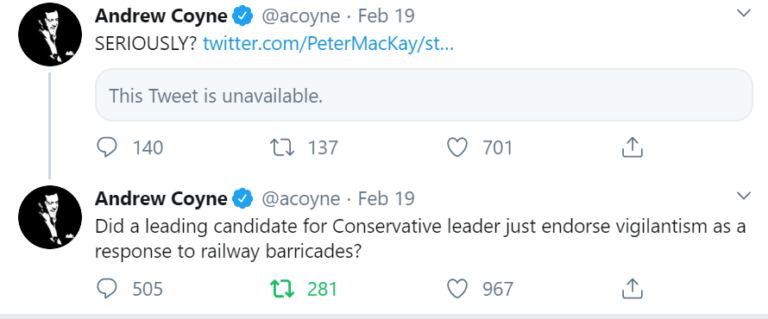 Andrew Coyne @acoyne · Feb 19
SERIOUSLY? twitter.com/PeterMacKay/st...
This Tweet is unavailable.
140 137 701
Andrew Coyne @acoyne · Feb 19
Did a leading candidate for Conservative leader just endorse vigilantism as a
response to railway barricades?
505 281 967